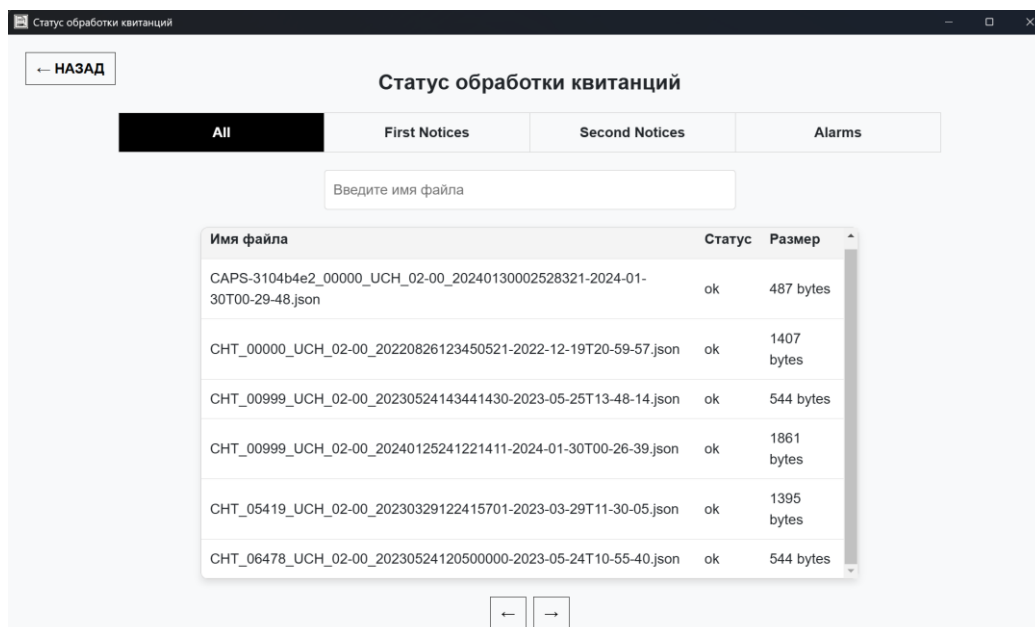 Статус обработки квитанций
← НАЗАД
Статус обработки квитанций
All First Notices Second Notices Alarms
Введите имя файла
Имя файла Статус Размер
CAPS-3104b4e2_00000_UCH_02-00_20240130002528321-2024-01-
30T00-29-48.json ok 487 bytes
CHT_00000_UCH_02-00_20220826123450521-2022-12-19T20-59-57.json ok 1407
bytes
CHT_00999_UCH_02-00_20230524143441430-2023-05-25T13-48-14.json ok 544 bytes
CHT_00999_UCH_02-00_20240125241221411-2024-01-30T00-26-39.json ok 1861
bytes
CHT_05419_UCH_02-00_20230329122415701-2023-03-29T11-30-05.json ok 1395
bytes
CHT_06478_UCH_02-00_20230524120500000-2023-05-24T10-55-40.json ok 544 bytes
← →